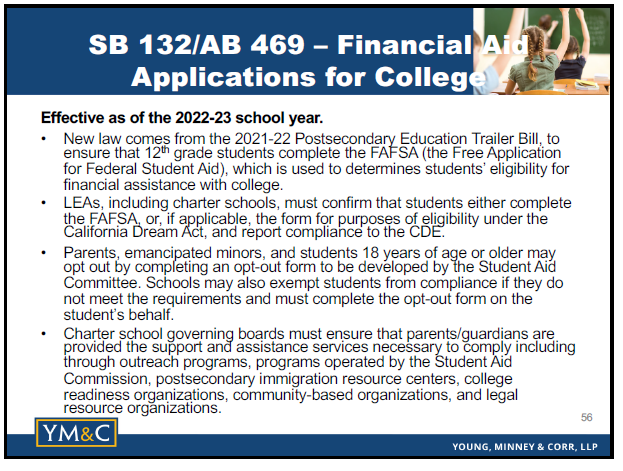 SB 132/AB 469 – Financial Aid
Applications for College
Effective as of the 2022-23 school year.
• New law comes from the 2021-22 Postsecondary Education Trailer Bill, to
ensure that 12th grade students complete the FAFSA (the Free Application
for Federal Student Aid), which is used to determines students’ eligibility for
financial assistance with college.
• LEAs, including charter schools, must confirm that students either complete
the FAFSA, or, if applicable, the form for purposes of eligibility under the
California Dream Act, and report compliance to the CDE.
• Parents, emancipated minors, and students 18 years of age or older may
opt out by completing an opt-out form to be developed by the Student Aid
Committee. Schools may also exempt students from compliance if they do
not meet the requirements and must complete the opt-out form on the
student’s behalf.
• Charter school governing boards must ensure that parents/guardians are
provided the support and assistance services necessary to comply including
through outreach programs, programs operated by the Student Aid
Commission, postsecondary immigration resource centers, college
readiness organizations, community-based organizations, and legal
resource organizations.
56
YM&C
YOUNG, MINNEY & CORR, LLP